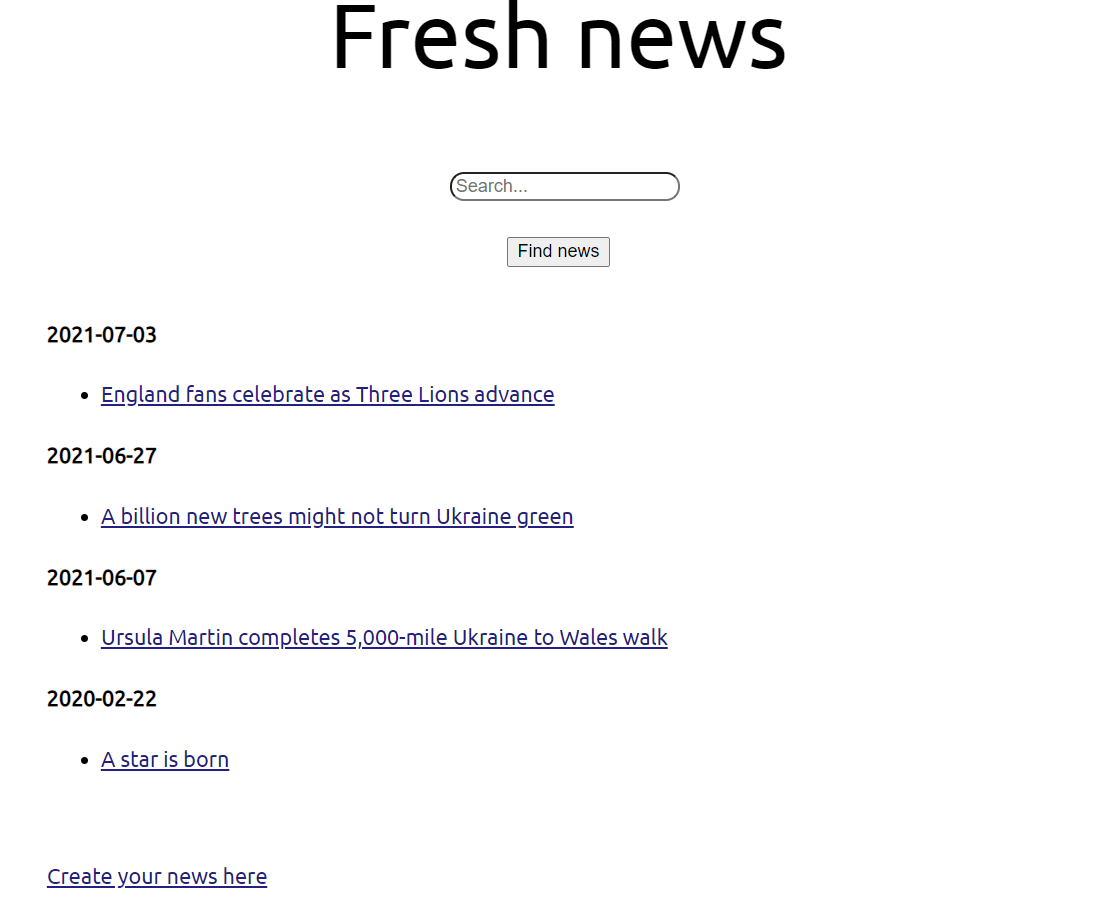 Fresh news
Search...
Find news
2021-07-03
England fans celebrate as Three Lions advance
2021-06-27
A billion new trees might not turn Ukraine green
2021-06-07
Ursula Martin completes 5,000-mile Ukraine to Wales walk
2020-02-22
A star is born
Create your news here